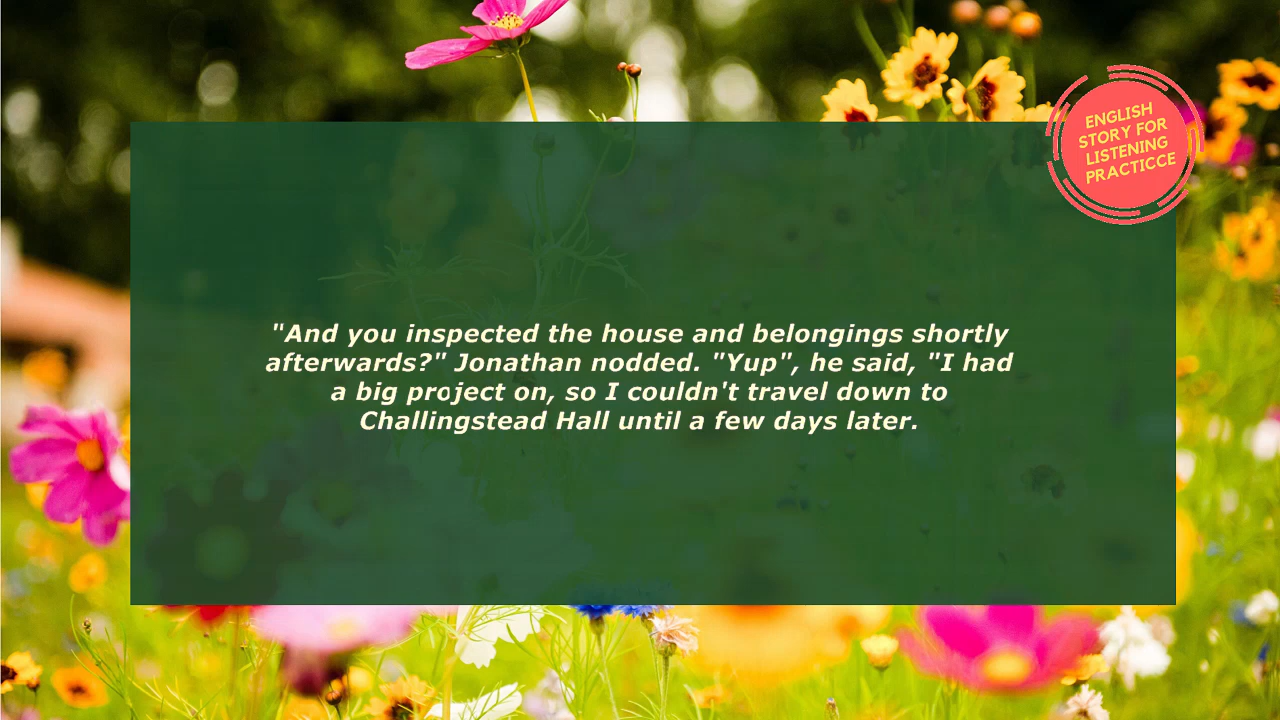 ENGLISH
STORY FOR
LISTENING
PRACTICCE
"And you inspected the house and belongings shortly
afterwards?" Jonathan nodded. "Yup", he said, "I had
a big project on, so I couldn't travel down to
Challingstead Hall until a few days later.